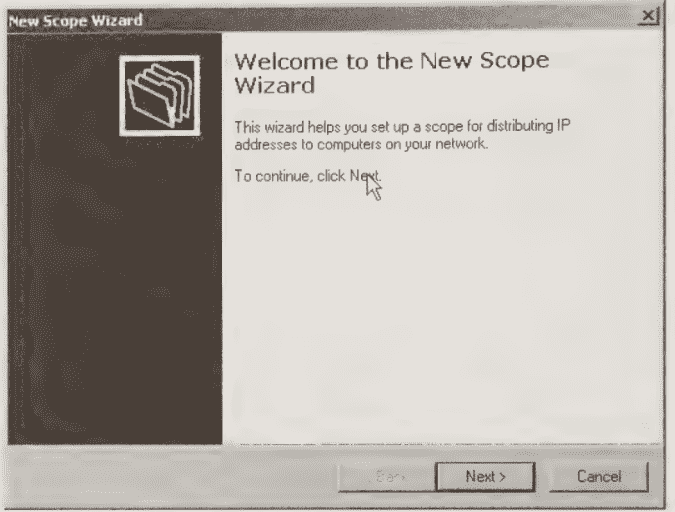 New Scope Wizard
Welcome to the New Scope
Wizard
This wizard helps you set up a scope for distributing IP
addresses to computers on your network.
To continue, click Next.
Next >
Cancel